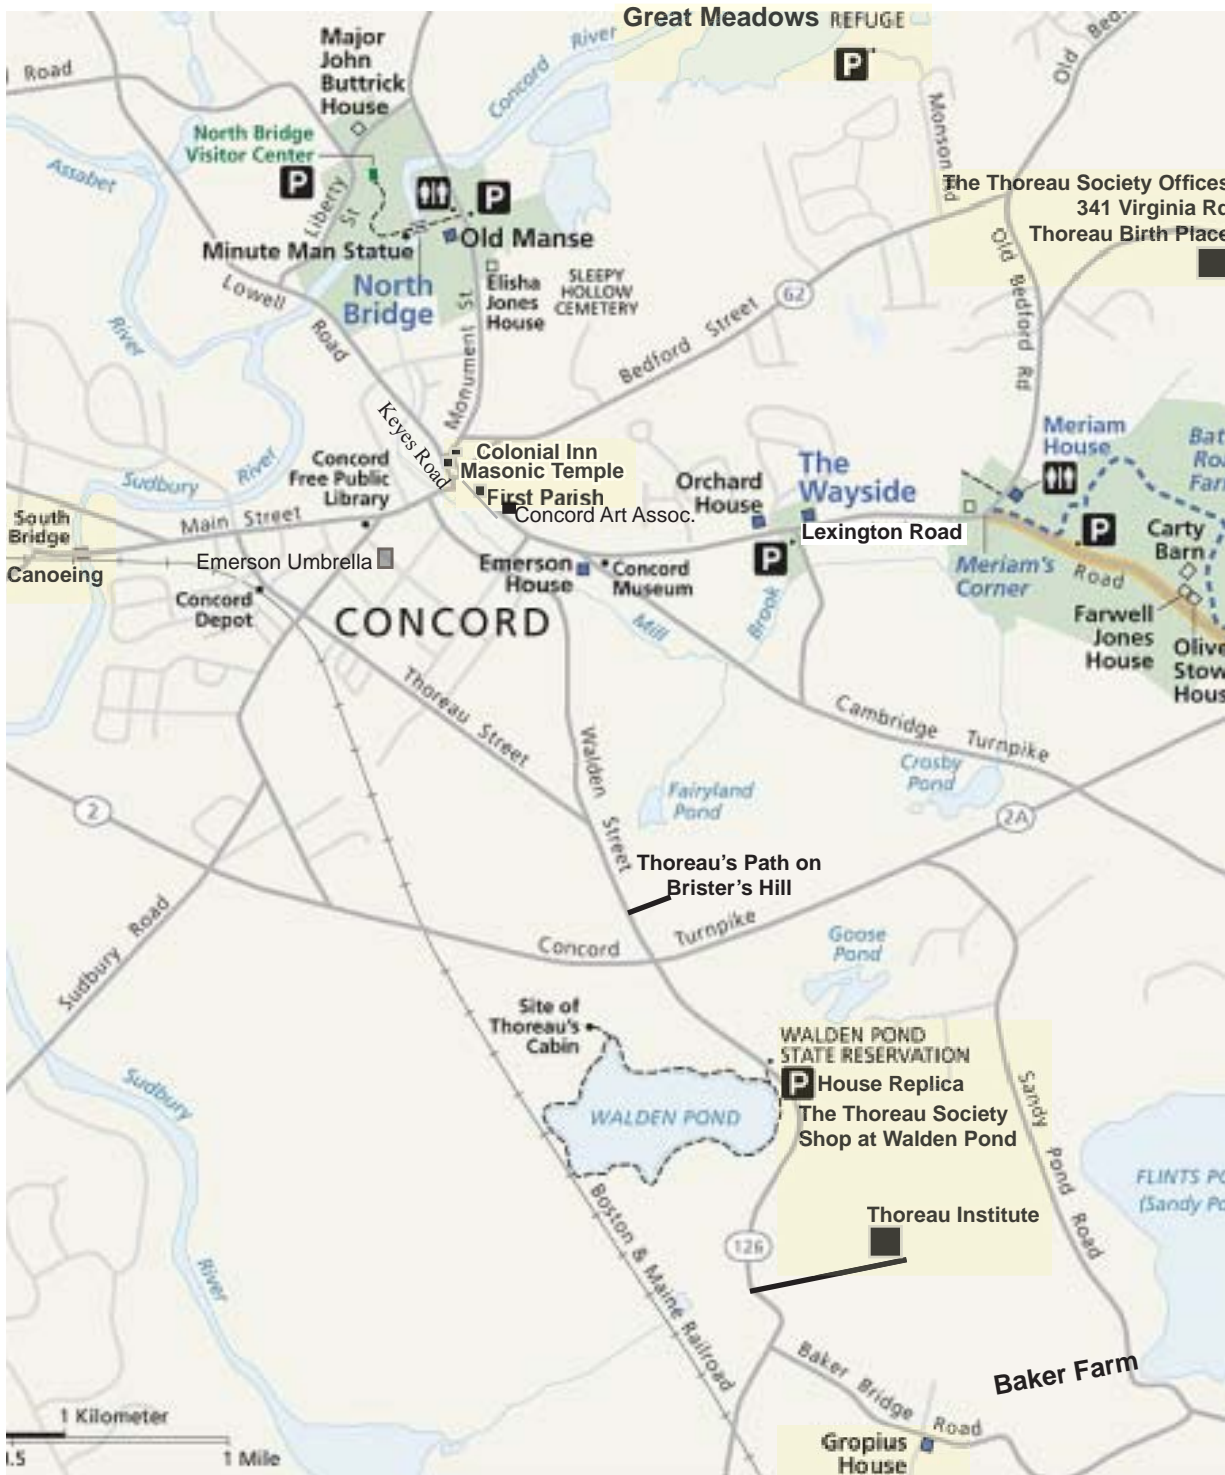 Great Meadows REFUGE
Major
John
Buttrick
House
River
Concord
Road
Old
P
North Bridge
Visitor Center
Monson Rd
Assabet
P
P
Liberty
St
The Thoreau Society Offices
341 Virginia Rd
Thoreau Birth Place
Minute Man Statue
Old Manse
North
Bridge
Elisha
Jones
House
SLEEPY
HOLLOW
CEMETERY
Lowell
Road
River
Monument St
Bedford Street
62
Old Bedford Rd
Keyes Road
Colonial Inn
Masonic Temple
First Parish
Concord Art Assoc.
Concord
Free Public
Library
Sudbury
River
Main Street
South
Bridge
Canoeing
Emerson Umbrella
Concord
Depot
CONCORD
Emerson
House
Concord
Museum
Orchard
House
The
Wayside
Lexington Road
P
Meriam
House
Meriam's
Corner
P
Road
Carty
Barn
Farwell
Jones
House
Mill
Brook
Thoreau Street
Walden Street
Cambridge Turnpike
Crosby
Pond
Fairyland
Pond
2
2A
Thoreau's Path on
Brister's Hill
Sudbury Road
Concord Turnpike
Goose
Pond
Site of
Thoreau's
Cabin
WALDEN POND
STATE RESERVATION
P House Replica
The Thoreau Society
Shop at Walden Pond
WALDEN POND
Sudbury
River
Boston & Maine Railroad
Thoreau Institute
126
Pond Road
Baker Bridge Road
Baker Farm
Gropius
House
1 Kilometer
1 Mile